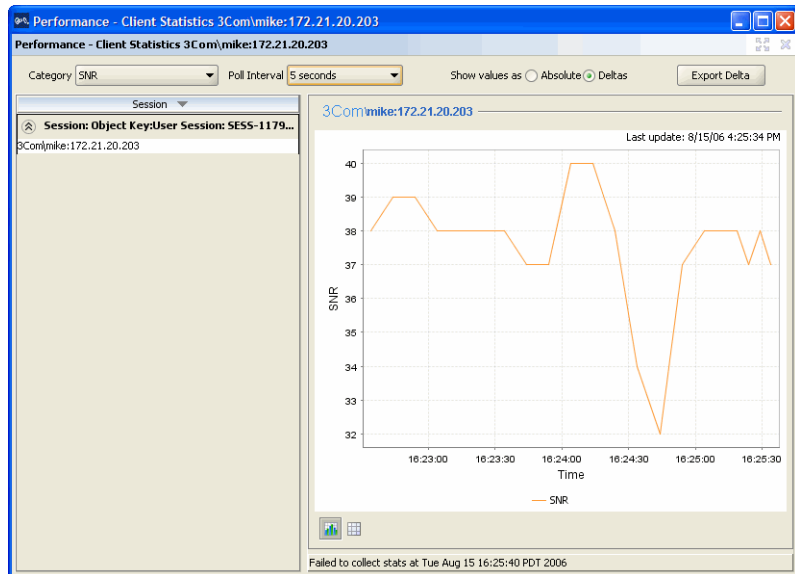 Performance - Client Statistics 3Com\mike:172.21.20.203
Performance - Client Statistics 3Com\mike:172.21.20.203
Category SNR Poll Interval 5 seconds Show values as Absolute Deltas Export Delta
Session
Session: Object Key:User Session: SESS-1179...
3Com\mike:172.21.20.203
3Com\mike:172.21.20.203
Last update: 8/15/06 4:25:34 PM
40
39
38
37
36
35
34
33
32
SNR
16:23:00 16:23:30 16:24:00 16:24:30 16:25:00 16:25:30
Time
SNR
Failed to collect stats at Tue Aug 15 16:25:40 PDT 2006